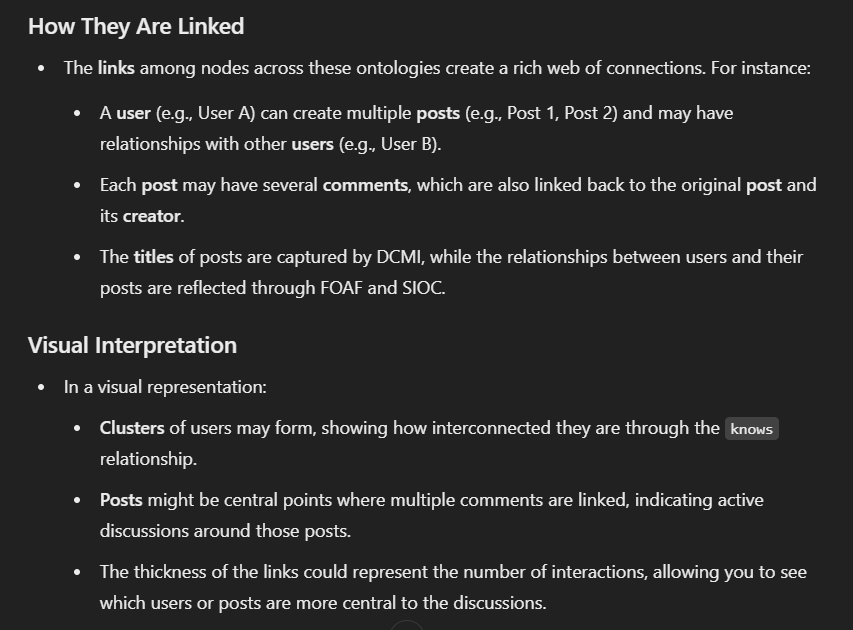 How They Are Linked
• The links among nodes across these ontologies create a rich web of connections. For instance:
• A user (e.g., User A) can create multiple posts (e.g., Post 1, Post 2) and may have
relationships with other users (e.g., User B).
• Each post may have several comments, which are also linked back to the original post and
its creator.
• The titles of posts are captured by DCMI, while the relationships between users and their
posts are reflected through FOAF and SIOC.
Visual Interpretation
• In a visual representation:
• Clusters of users may form, showing how interconnected they are through the knows
relationship.
• Posts might be central points where multiple comments are linked, indicating active
discussions around those posts.
• The thickness of the links could represent the number of interactions, allowing you to see
which users or posts are more central to the discussions.